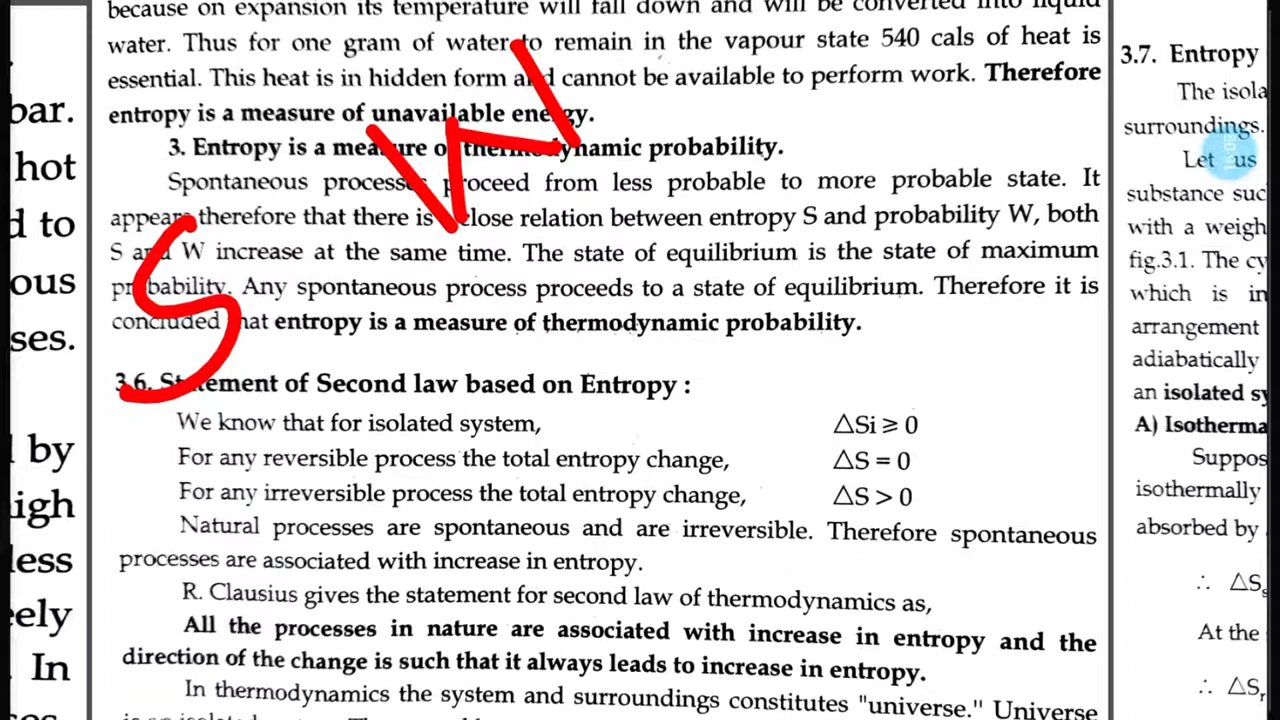 because on expansion its temperature will fall down and will be converted into liquid
water. Thus for one gram of water to remain in the vapour state 540 cals of heat is
essential. This heat is in hidden form and cannot be available to perform work. Therefore
entropy is a measure of unavailable energy.
3. Entropy is a measure of thermodynamic probability.
Spontaneous processes proceed from less probable to more probable state. It
appears therefore that there is close relation between entropy S and probability W, both
S and W increase at the same time. The state of equilibrium is the state of maximum
probability. Any spontaneous process proceeds to a state of equilibrium. Therefore it is
concluded that entropy is a measure of thermodynamic probability.
S W
3.6. Statement of Second law based on Entropy :
We know that for isolated system, △Si ≥ 0
For any reversible process the total entropy change, △S = 0
For any irreversible process the total entropy change, △S > 0
Natural processes are spontaneous and are irreversible. Therefore spontaneous
processes are associated with increase in entropy.
R. Clausius gives the statement for second law of thermodynamics as,
All the processes in nature are associated with increase in entropy and the
direction of the change is such that it always leads to increase in entropy.
In thermodynamics the system and surroundings constitutes "universe." Universe
bar.
hot
d to
ous
ses.
by
igh
less
ely
In
3.7. Entropy
The isola
surroundings.
Let us
substance suc
with a weigh
fig.3.1. The cy
which is in
arrangement
adiabatically
an isolated sy
A) Isotherma
Suppos
isothermally
absorbed by
∴ △S
At the
∴ △S